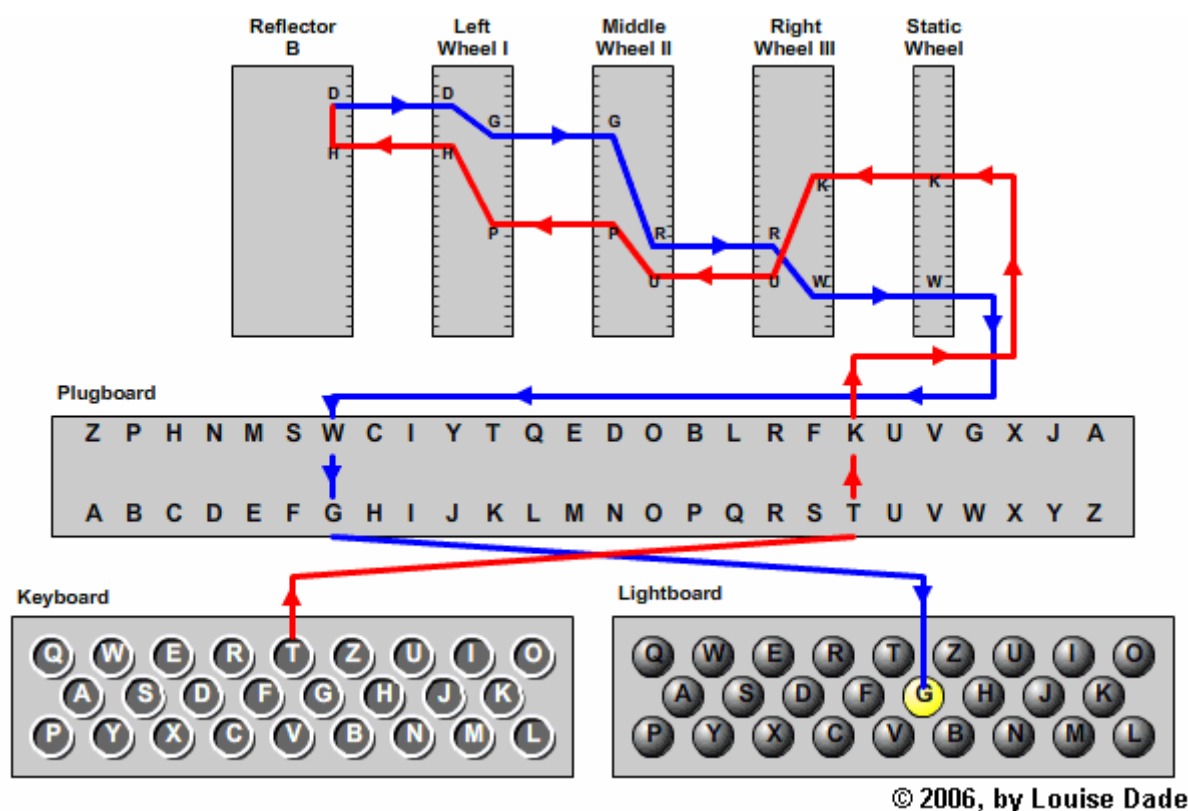 Reflector B
Left Wheel I
Middle Wheel II
Right Wheel III
Static Wheel
D D G G
H H K K
P P R R
U U W W
Plugboard
Z P H N M S W C I Y T Q E D O B L R F K U V G X J A
A B C D E F G H I J K L M N O P Q R S T U V W X Y Z
Keyboard
Q W E R T Z U I O
A S D F G H J K
P Y X C V B N M L
Lightboard
Q W E R T Z U I O
A S D F G H J K
P Y X C V B N M L
© 2006, by Louise Dade